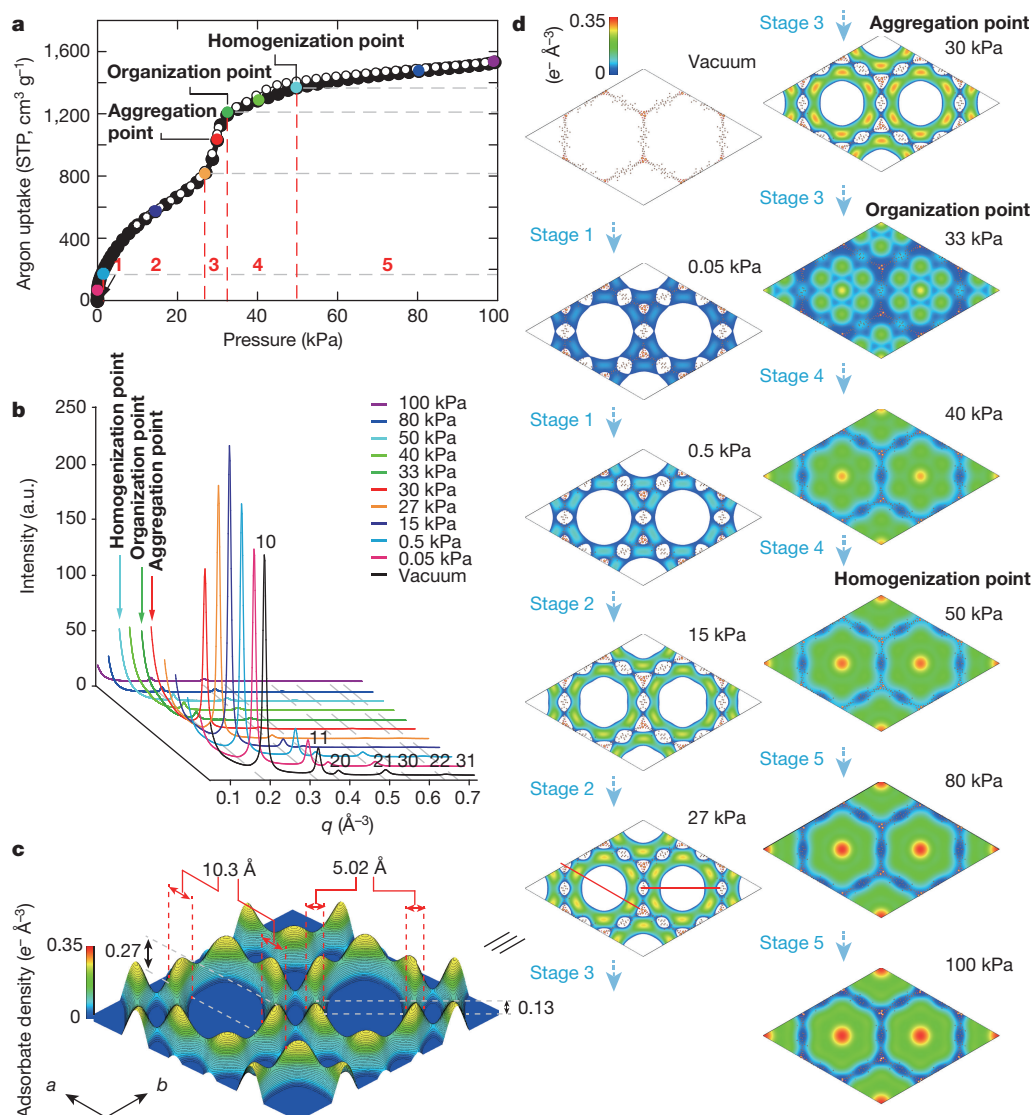 a
Homogenization point
Organization point
Aggregation
point
1,600
1,200
800
400
0
Argon uptake (STP, cm³ g⁻¹)
1 2 3 4 5
0 20 40 60 80 100
Pressure (kPa)
b
Homogenization point
Organization point
Aggregation point
250
200
150
100
50
0
Intensity (a.u.)
100 kPa
80 kPa
50 kPa
40 kPa
33 kPa
30 kPa
27 kPa
15 kPa
0.5 kPa
0.05 kPa
Vacuum
10
11
20 21 30 22 31
0.1 0.2 0.3 0.4 0.5 0.6 0.7
q (Å⁻³)
c
10.3 Å 5.02 Å
0.35
0
0.27
0.13
Adsorbate density (e⁻ Å⁻³)
a b
d
0.35
0
(e⁻ Å⁻³)
Vacuum
Stage 1
0.05 kPa
Stage 1
0.5 kPa
Stage 2
15 kPa
Stage 2
27 kPa
Stage 3
Stage 3
Aggregation point
30 kPa
Stage 3
Organization point
33 kPa
Stage 4
40 kPa
Stage 4
Homogenization point
50 kPa
Stage 5
80 kPa
Stage 5
100 kPa